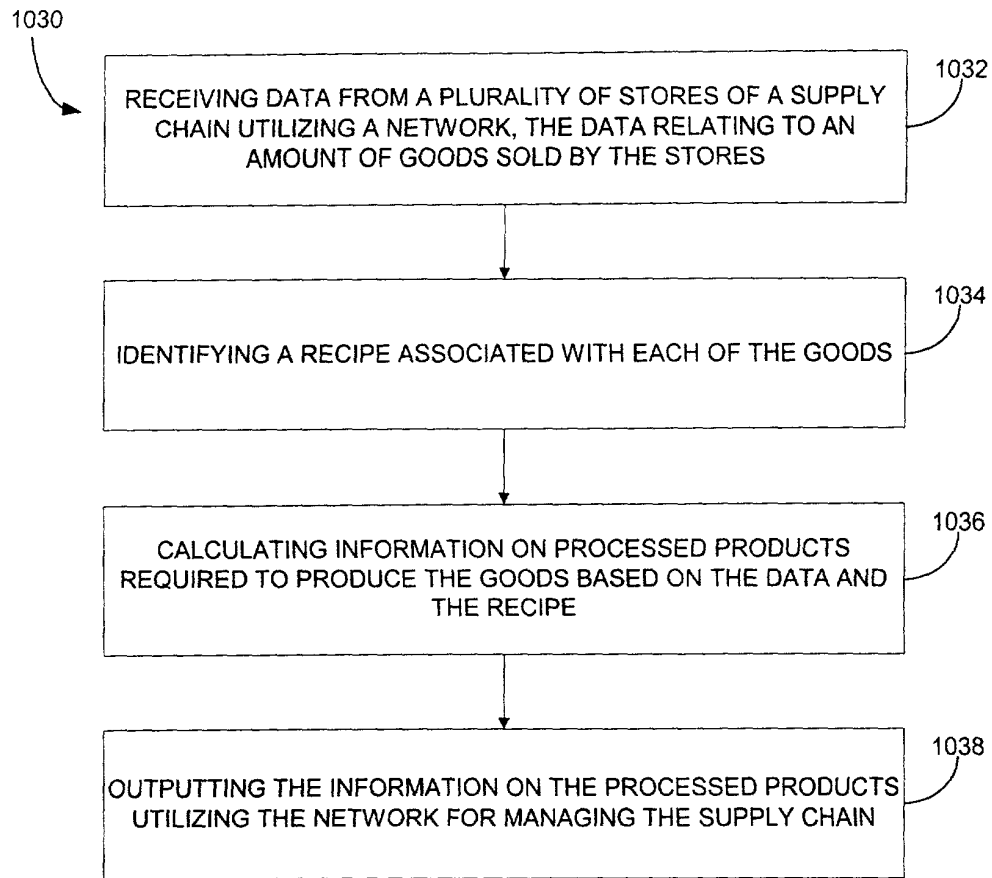 1030
1032
RECEIVING DATA FROM A PLURALITY OF STORES OF A SUPPLY
CHAIN UTILIZING A NETWORK, THE DATA RELATING TO AN
AMOUNT OF GOODS SOLD BY THE STORES
1034
IDENTIFYING A RECIPE ASSOCIATED WITH EACH OF THE GOODS
1036
CALCULATING INFORMATION ON PROCESSED PRODUCTS
REQUIRED TO PRODUCE THE GOODS BASED ON THE DATA AND
THE RECIPE
1038
OUTPUTTING THE INFORMATION ON THE PROCESSED PRODUCTS
UTILIZING THE NETWORK FOR MANAGING THE SUPPLY CHAIN